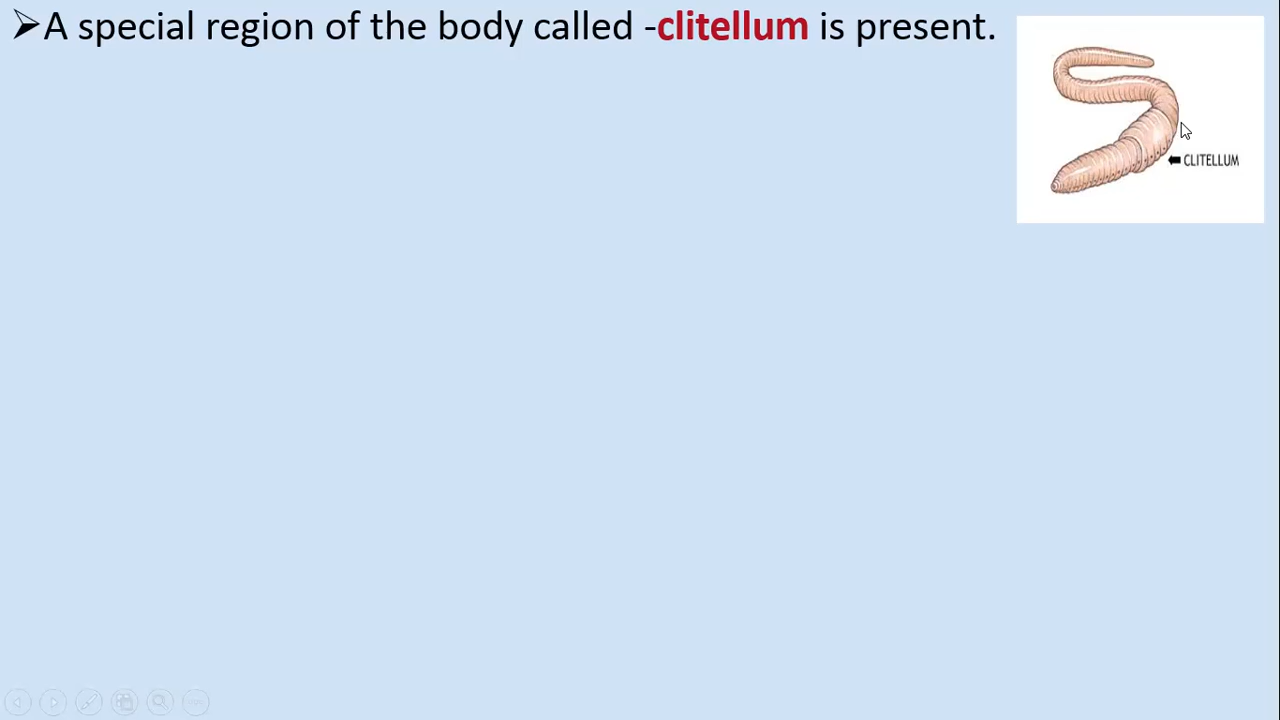 ➢A special region of the body called -clitellum is present.
CLITELLUM